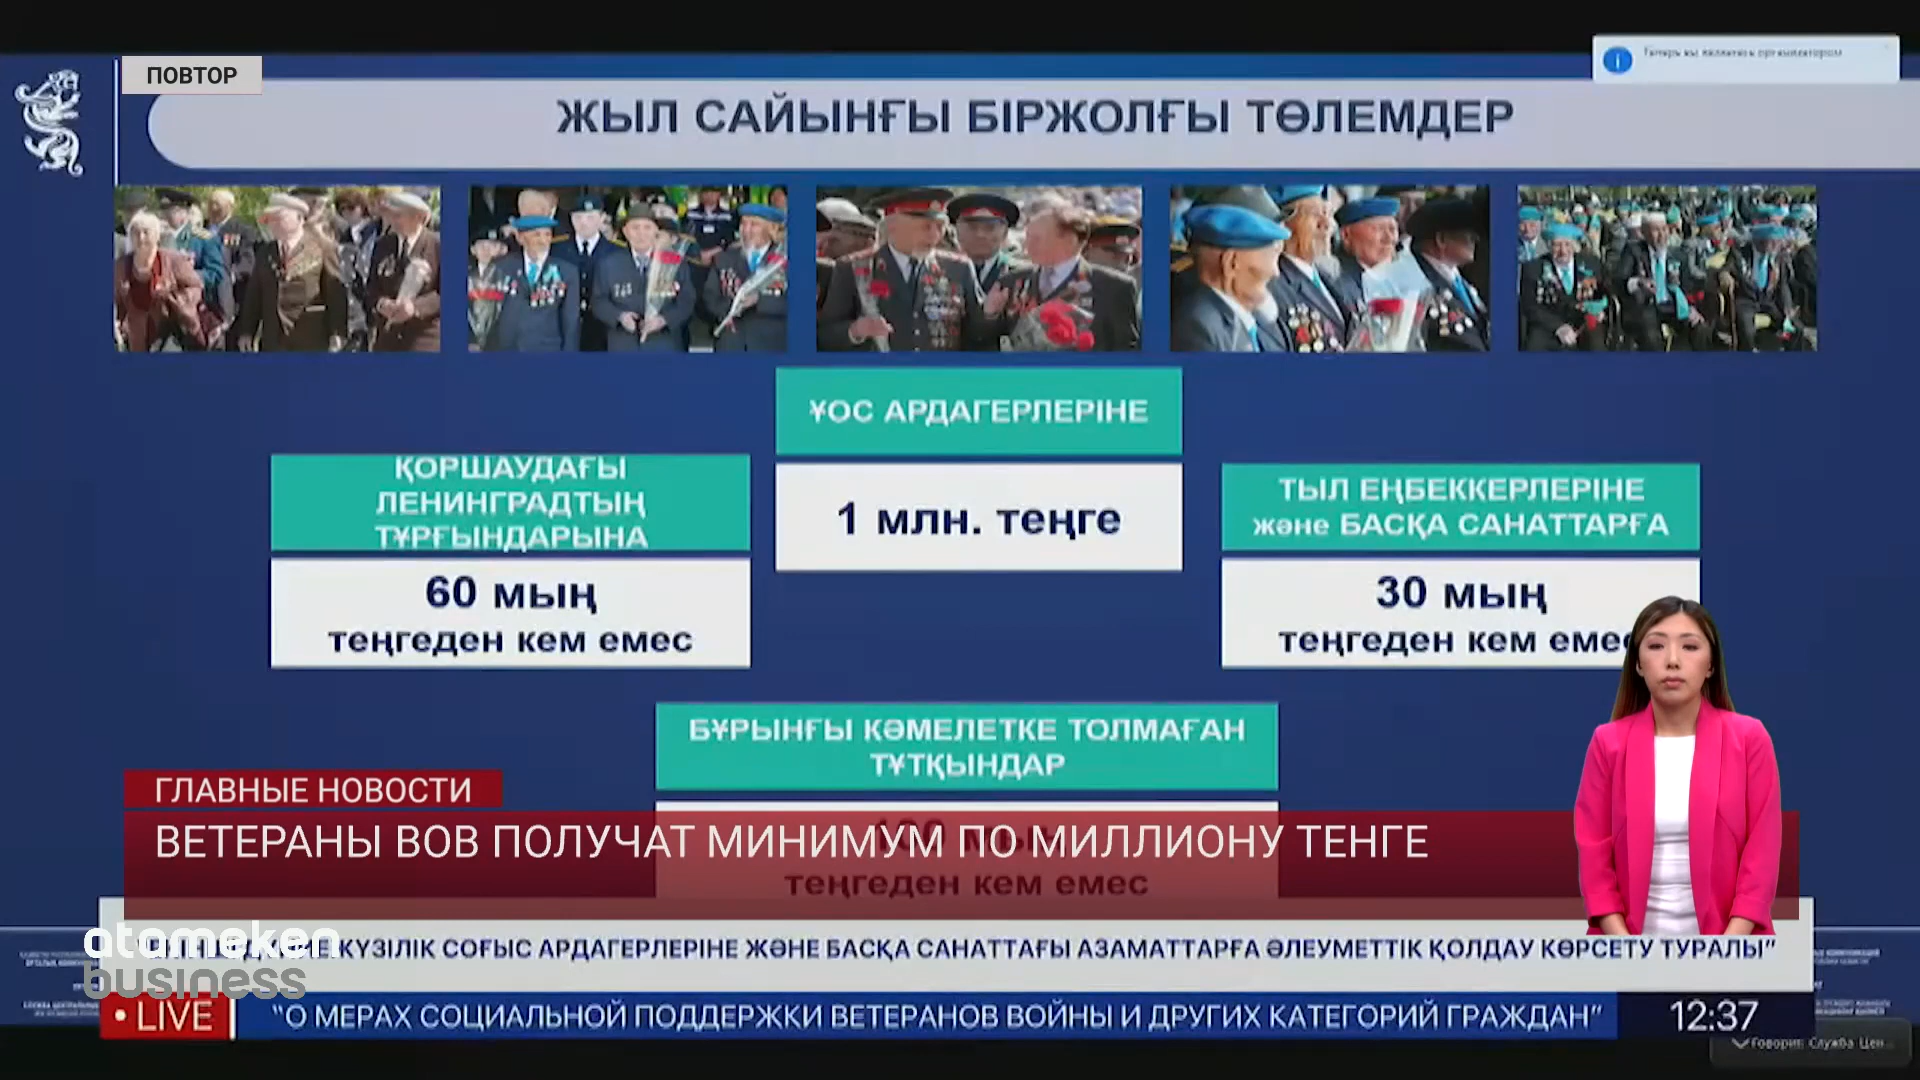 ПОВТОР
ЖЫЛ САЙЫНҒЫ БІРЖОЛҒЫ ТӨЛЕМДЕР
ҰОС АРДАГЕРЛЕРІНЕ
1 млн. теңге
ҚОРШАУДАҒЫ
ЛЕНИНГРАДТЫҢ
ТҰРҒЫНДАРЫНА
60 мың
теңгеден кем емес
ТЫЛ ЕҢБЕККЕРЛЕРІНЕ
және БАСҚА САНАТТАРҒА
30 мың
теңгеден кем емес
БҰРЫНҒЫ КӘМЕЛЕТКЕ ТОЛМАҒАН
ТҰТҚЫНДАР
ГЛАВНЫЕ НОВОСТИ
ВЕТЕРАНЫ ВОВ ПОЛУЧАТ МИНИМУМ ПО МИЛЛИОНУ ТЕНГЕ
теңгеден кем емес
atameken
business
СОҒЫС АРДАГЕРЛЕРІНЕ ЖӘНЕ БАСҚА САНАТТАҒЫ АЗАМАТТАРҒА ӘЛЕУМЕТТІК ҚОЛДАУ КӨРСЕТУ ТУРАЛЫ"
• LIVE
"О МЕРАХ СОЦИАЛЬНОЙ ПОДДЕРЖКИ ВЕТЕРАНОВ ВОЙНЫ И ДРУГИХ КАТЕГОРИЙ ГРАЖДАН"
12:37
Говорит: Служба Цен...